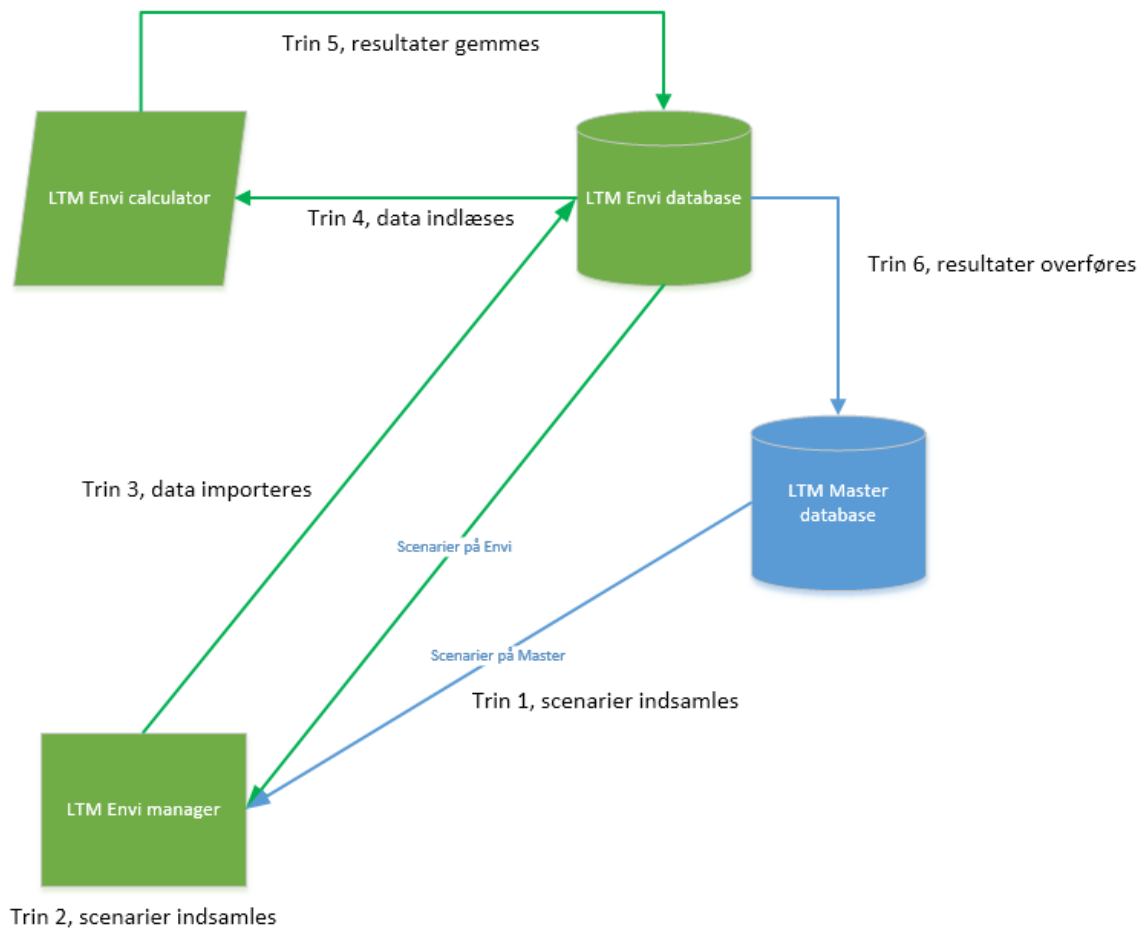 Trin 5, resultater gemmes
LTM Envi calculator
LTM Envi database
Trin 4, data indlæses
Trin 6, resultater overføres
Trin 3, data importeres
LTM Master
database
Scenarier på Envi
Scenarier på Master
Trin 1, scenarier indsamles
LTM Envi manager
Trin 2, scenarier indsamles